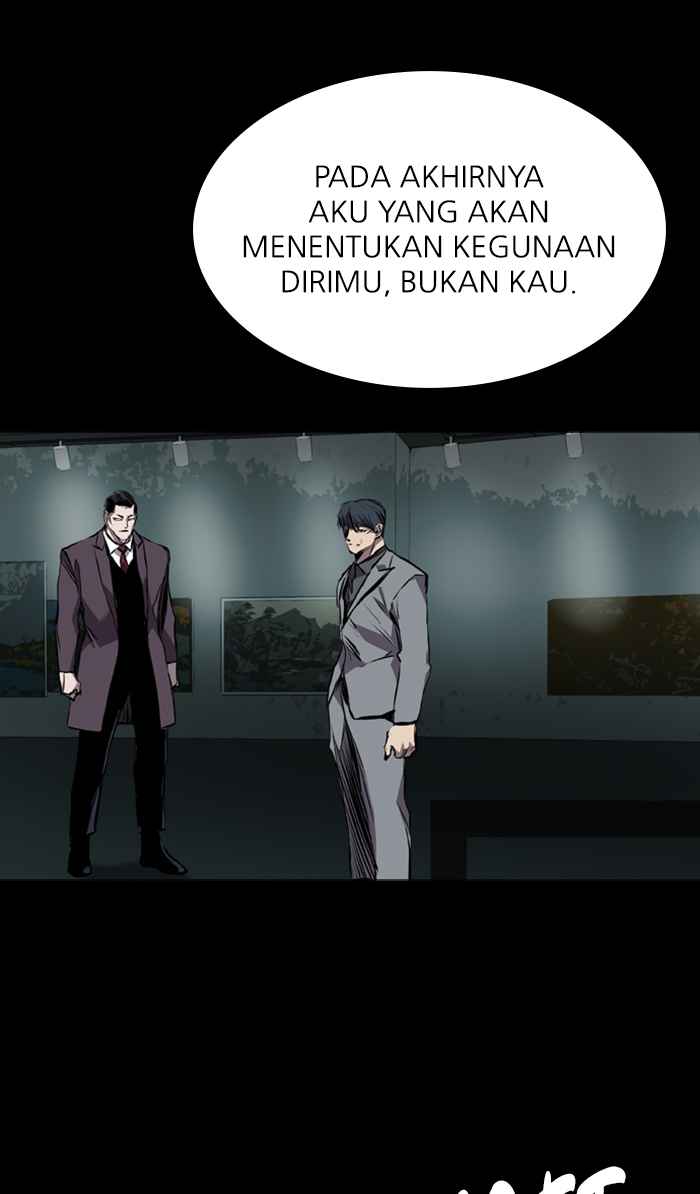 PADA AKHIRNYA
AKU YANG AKAN
MENENTUKAN KEGUNAAN
DIRIMU, BUKAN KAU.